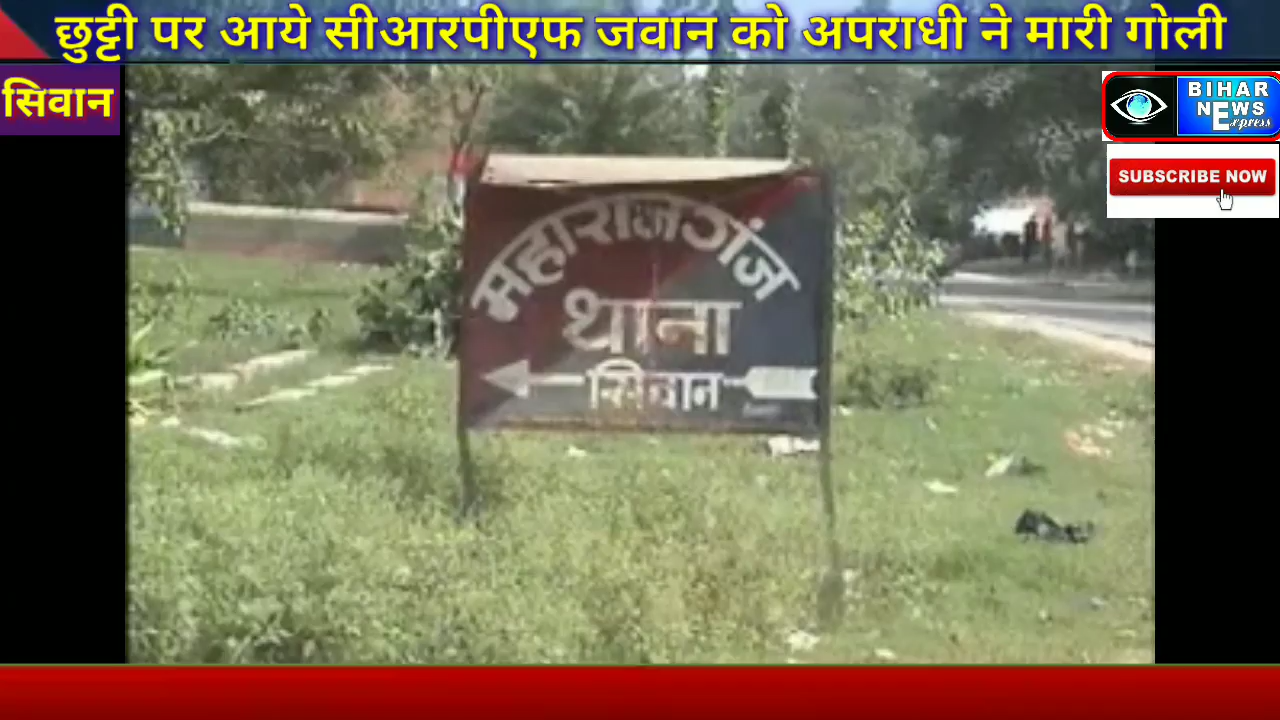 छुट्टी पर आये सीआरपीएफ जवान को अपराधी ने मारी गोली
सिवान
BIHAR
NEWS
Express
SUBSCRIBE NOW
महाराजगंज
थाना
सिवान